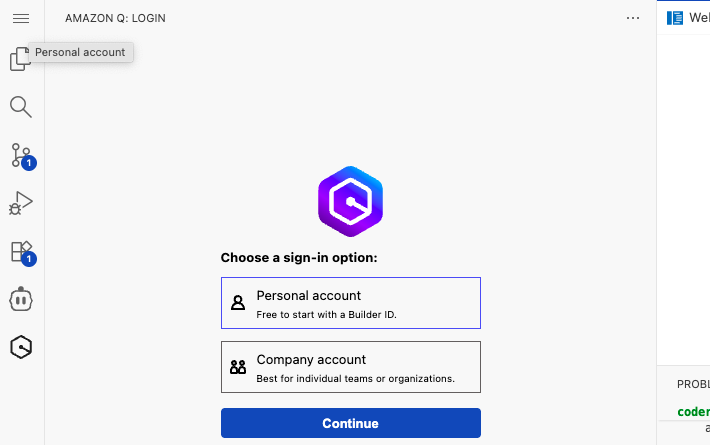 AMAZON Q: LOGIN
Personal account
1
1
Choose a sign-in option:
Personal account
Free to start with a Builder ID.
Company account
Best for individual teams or organizations.
Continue
Wel
PROBL
coder
a